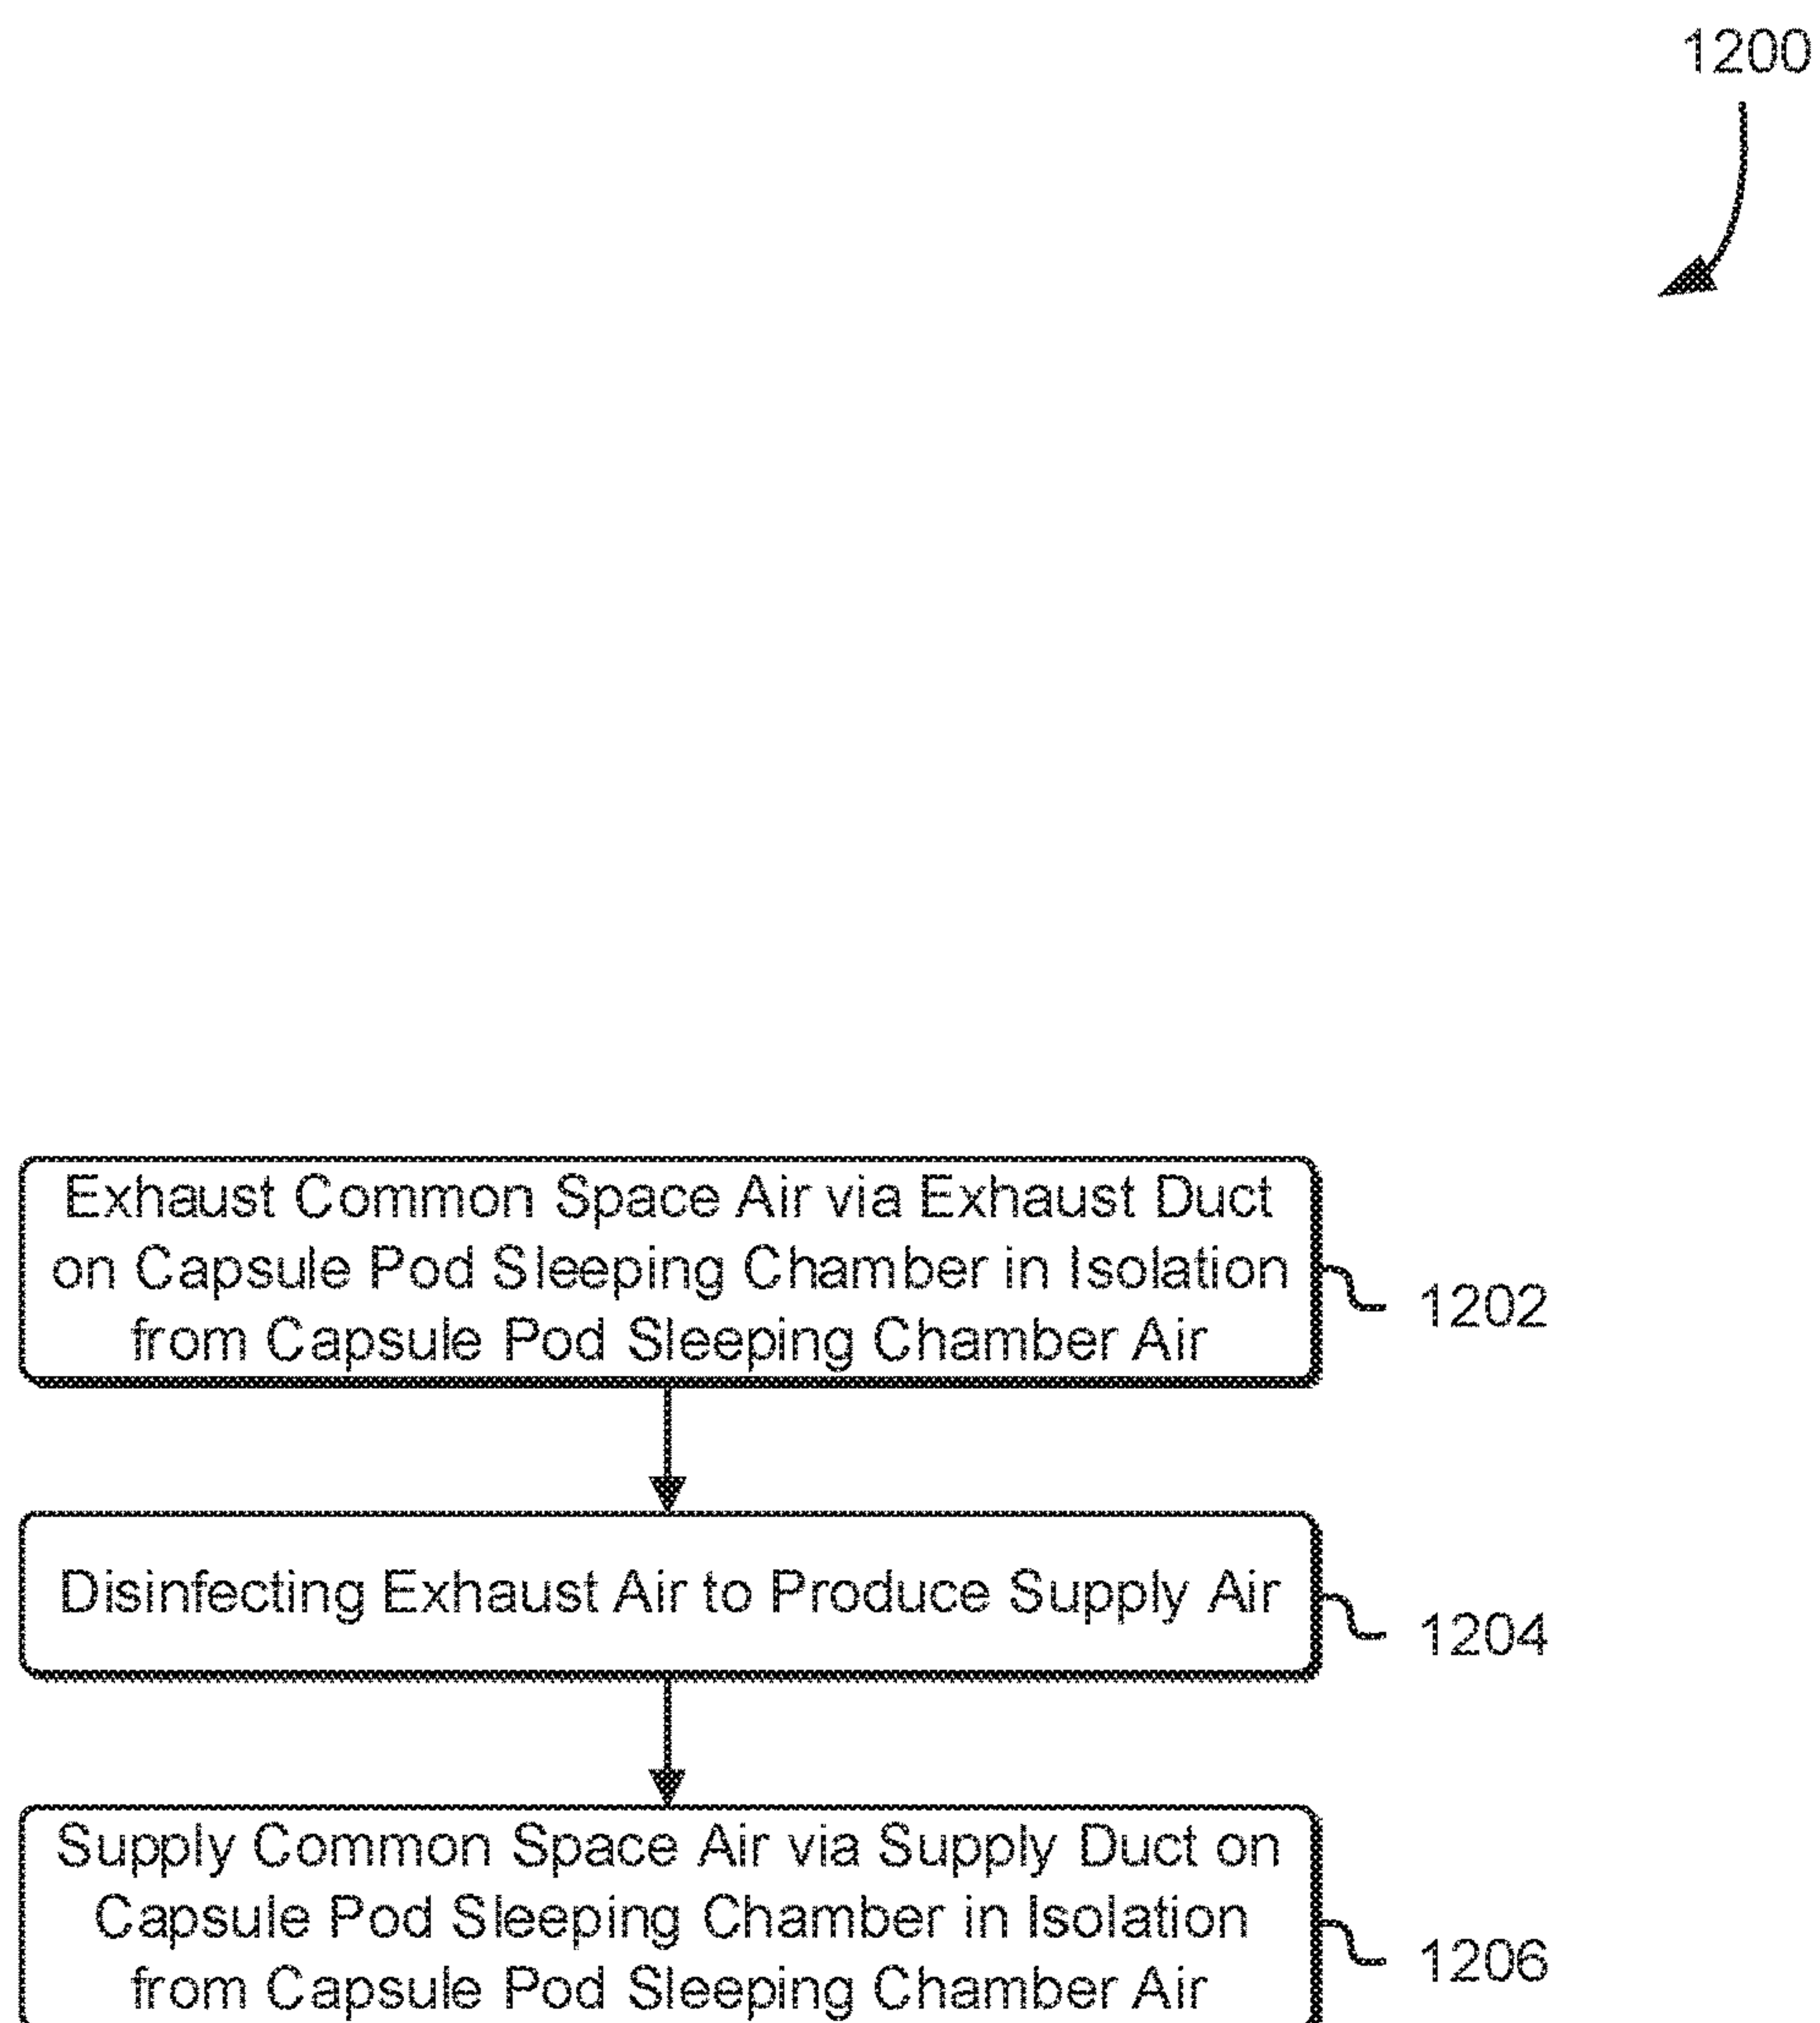 1200
Exhaust Common Space Air via Exhaust Duct
on Capsule Pod Sleeping Chamber in Isolation
from Capsule Pod Sleeping Chamber Air
1202
Disinfecting Exhaust Air to Produce Supply Air
1204
Supply Common Space Air via Supply Duct on
Capsule Pod Sleeping Chamber in Isolation
from Capsule Pod Sleeping Chamber Air
1206